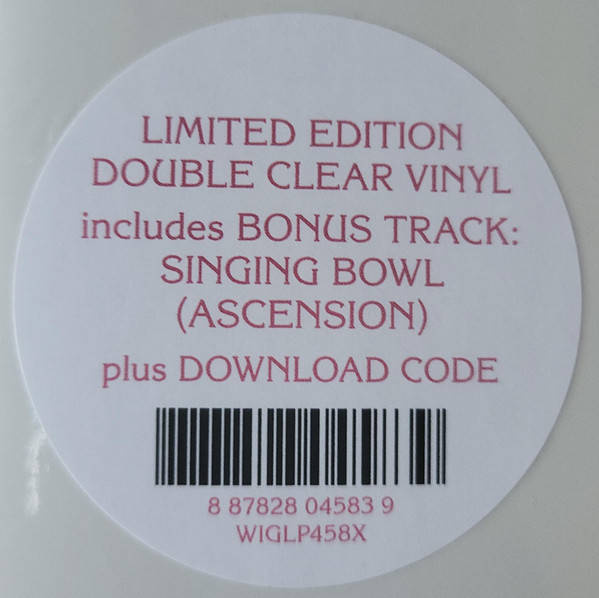 LIMITED EDITION
DOUBLE CLEAR VINYL
includes BONUS TRACK:
SINGING BOWL
(ASCENSION)
plus DOWNLOAD CODE
8 87828 04583 9
WIGLP458X